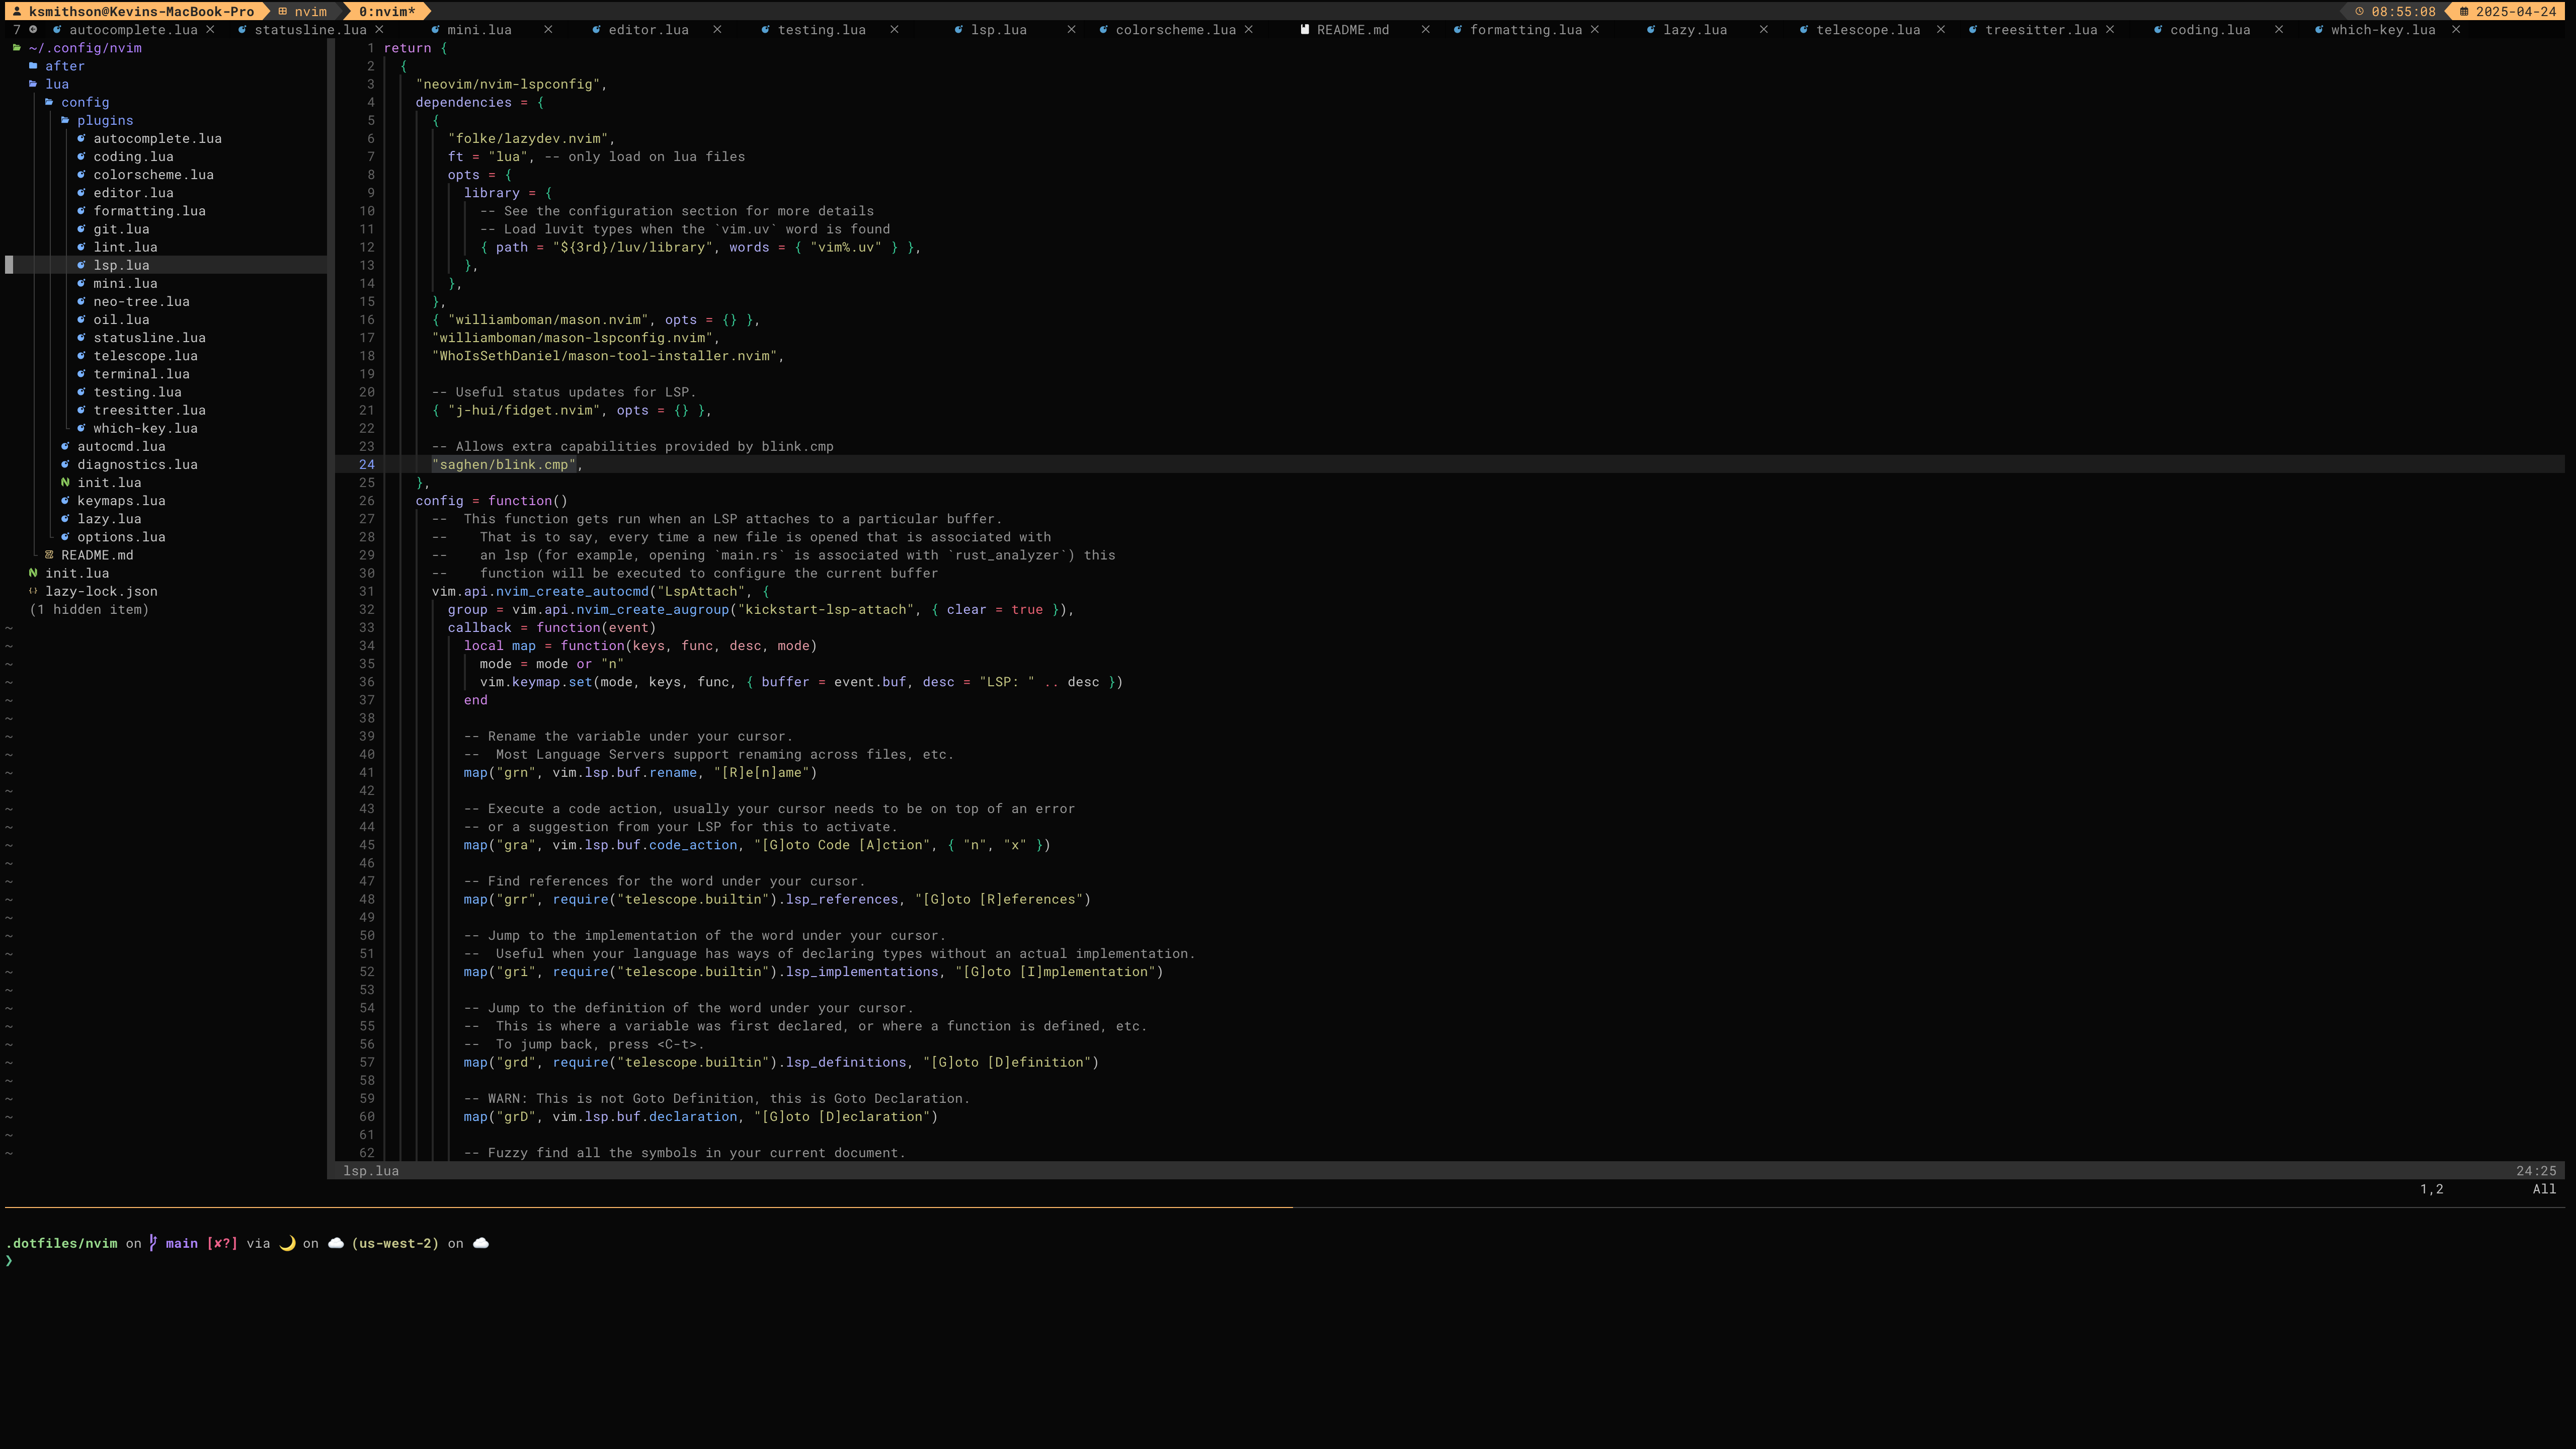 ksmithson@Kevins-MacBook-Pro nvim 0:nvim* 08:55:08 2025-04-24
7 autocomplete.lua × statusline.lua × mini.lua × editor.lua × testing.lua × lsp.lua × colorscheme.lua × README.md × formatting.lua × lazy.lua × telescope.lua × treesitter.lua × coding.lua × which-key.lua ×
~/.config/nvim
after
lua
config
plugins
autocomplete.lua
coding.lua
colorscheme.lua
editor.lua
formatting.lua
git.lua
lint.lua
lsp.lua
mini.lua
neo-tree.lua
oil.lua
statusline.lua
telescope.lua
terminal.lua
testing.lua
treesitter.lua
which-key.lua
autocmd.lua
diagnostics.lua
init.lua
keymaps.lua
lazy.lua
options.lua
README.md
init.lua
lazy-lock.json
(1 hidden item)
1 return {
2 {
3 "neovim/nvim-lspconfig",
4 dependencies = {
5 {
6 "folke/lazydev.nvim",
7 ft = "lua", -- only load on lua files
8 opts = {
9 library = {
10 -- See the configuration section for more details
11 -- Load luvit types when the `vim.uv` word is found
12 { path = "${3rd}/luv/library", words = { "vim%.uv" } },
13 },
14 },
15 },
16 { "williamboman/mason.nvim", opts = {} },
17 "williamboman/mason-lspconfig.nvim",
18 "WhoIsSethDaniel/mason-tool-installer.nvim",
19
20 -- Useful status updates for LSP.
21 { "j-hui/fidget.nvim", opts = {} },
22
23 -- Allows extra capabilities provided by blink.cmp
24 "saghen/blink.cmp",
25 },
26 config = function()
27 --  This function gets run when an LSP attaches to a particular buffer.
28 --    That is to say, every time a new file is opened that is associated with
29 --    an lsp (for example, opening `main.rs` is associated with `rust_analyzer`) this
30 --    function will be executed to configure the current buffer
31 vim.api.nvim_create_autocmd("LspAttach", {
32 group = vim.api.nvim_create_augroup("kickstart-lsp-attach", { clear = true }),
33 callback = function(event)
34 local map = function(keys, func, desc, mode)
35 mode = mode or "n"
36 vim.keymap.set(mode, keys, func, { buffer = event.buf, desc = "LSP: " .. desc })
37 end
38
39 -- Rename the variable under your cursor.
40 --  Most Language Servers support renaming across files, etc.
41 map("grn", vim.lsp.buf.rename, "[R]e[n]ame")
42
43 -- Execute a code action, usually your cursor needs to be on top of an error
44 -- or a suggestion from your LSP for this to activate.
45 map("gra", vim.lsp.buf.code_action, "[G]oto Code [A]ction", { "n", "x" })
46
47 -- Find references for the word under your cursor.
48 map("grr", require("telescope.builtin").lsp_references, "[G]oto [R]eferences")
49
50 -- Jump to the implementation of the word under your cursor.
51 --  Useful when your language has ways of declaring types without an actual implementation.
52 map("gri", require("telescope.builtin").lsp_implementations, "[G]oto [I]mplementation")
53
54 -- Jump to the definition of the word under your cursor.
55 --  This is where a variable was first declared, or where a function is defined, etc.
56 --  To jump back, press <C-t>.
57 map("grd", require("telescope.builtin").lsp_definitions, "[G]oto [D]efinition")
58
59 -- WARN: This is not Goto Definition, this is Goto Declaration.
60 map("grD", vim.lsp.buf.declaration, "[G]oto [D]eclaration")
61
62 -- Fuzzy find all the symbols in your current document.
lsp.lua 24:25
1,2 All
.dotfiles/nvim on main [✘?] via 🌙 on ☁️ (us-west-2) on ☁️
❯